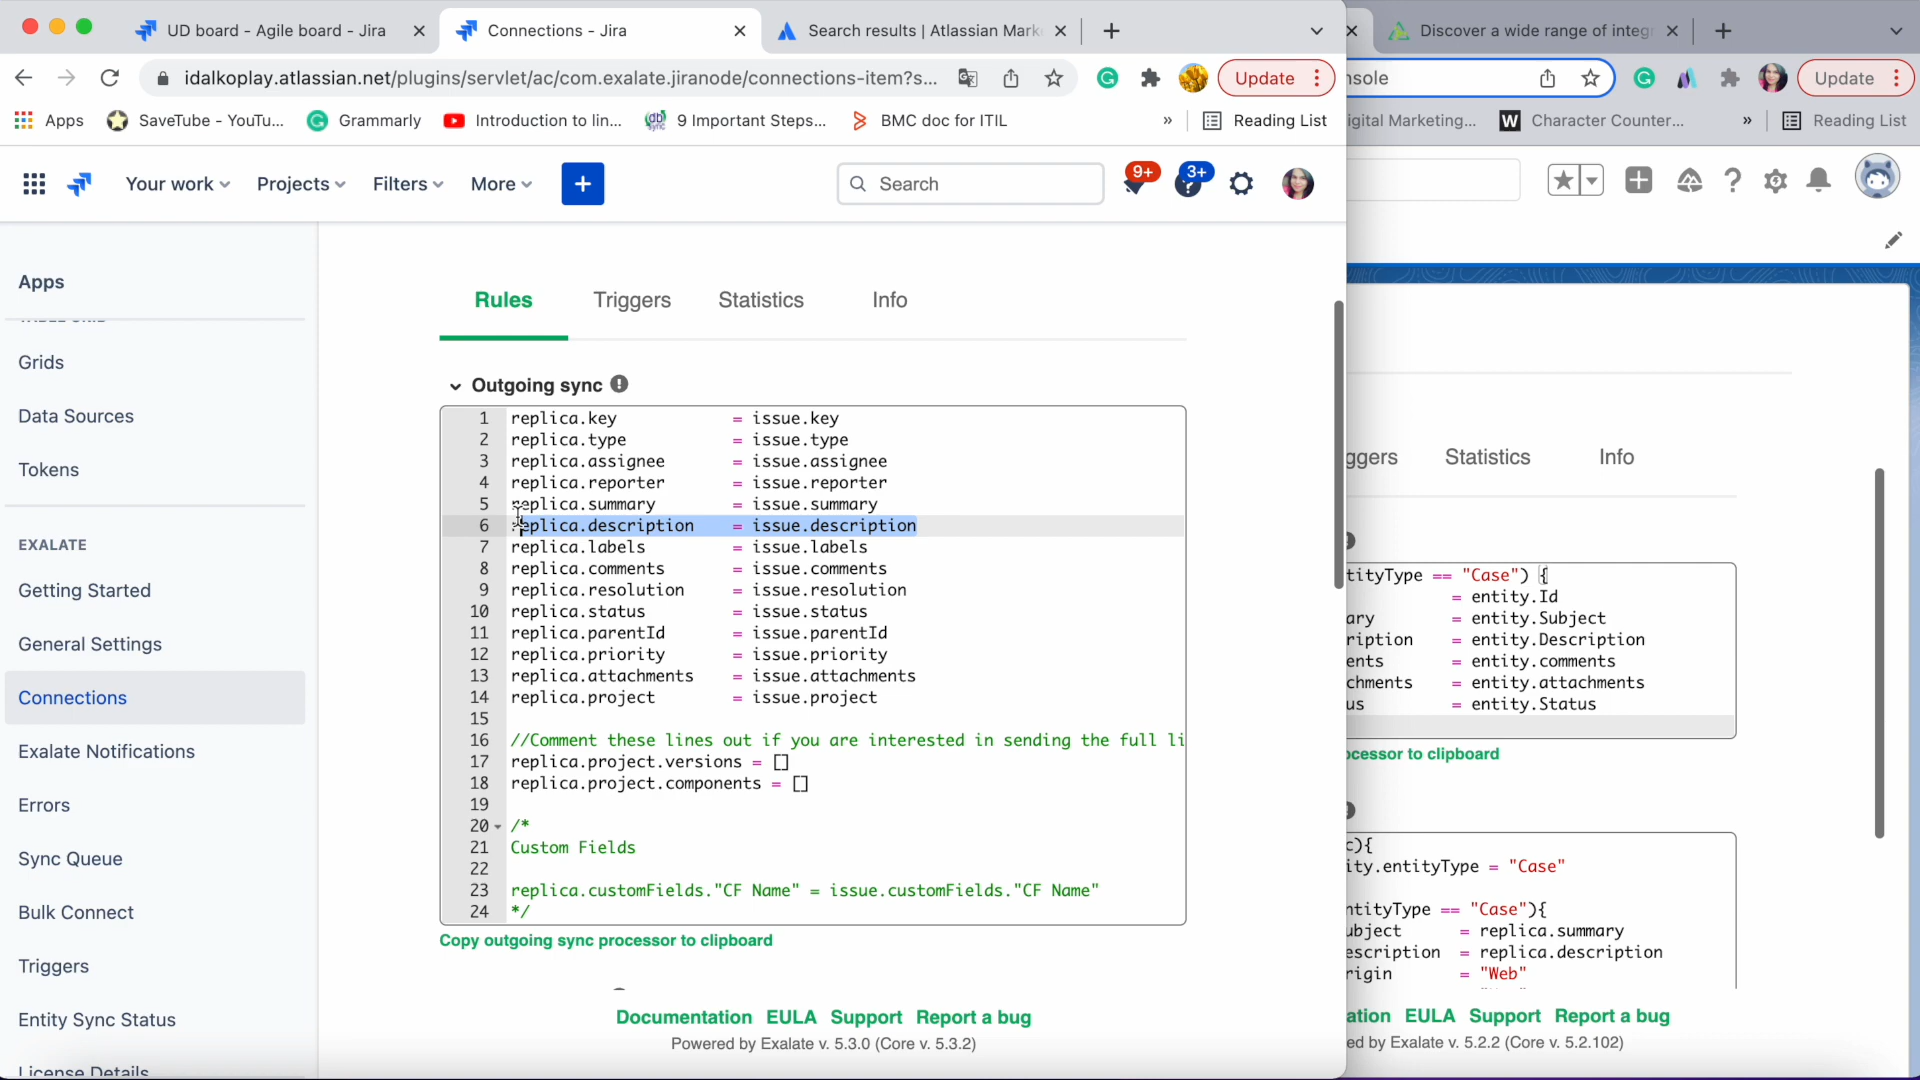 UD board - Agile board - Jira
Connections - Jira
Search results | Atlassian Mark
Discover a wide range of integr
idalkoplay.atlassian.net/plugins/servlet/ac/com.exalate.jiranode/connections-item?s...
Update
nsole
Update
Apps
SaveTube - YouTu...
Grammarly
Introduction to lin...
9 Important Steps...
BMC doc for ITIL
»
Reading List
igital Marketing...
W Character Counter...
»
Reading List
Your work
Projects
Filters
More
+
Search
9+
3+
Apps
Grids
Data Sources
Tokens
EXALATE
Getting Started
General Settings
Connections
Exalate Notifications
Errors
Sync Queue
Bulk Connect
Triggers
Entity Sync Status
License Details
Rules
Triggers
Statistics
Info
Outgoing sync
1 replica.key = issue.key
2 replica.type = issue.type
3 replica.assignee = issue.assignee
4 replica.reporter = issue.reporter
5 replica.summary = issue.summary
6 replica.description = issue.description
7 replica.labels = issue.labels
8 replica.comments = issue.comments
9 replica.resolution = issue.resolution
10 replica.status = issue.status
11 replica.parentId = issue.parentId
12 replica.priority = issue.priority
13 replica.attachments = issue.attachments
14 replica.project = issue.project
15
16 //Comment these lines out if you are interested in sending the full li
17 replica.project.versions = []
18 replica.project.components = []
19
20 /*
21 Custom Fields
22
23 replica.customFields."CF Name" = issue.customFields."CF Name"
24 */
Copy outgoing sync processor to clipboard
Documentation EULA Support Report a bug
Powered by Exalate v. 5.3.0 (Core v. 5.3.2)
ggers
Statistics
Info
tityType == "Case") {
= entity.Id
ary = entity.Subject
ription = entity.Description
ents = entity.comments
chments = entity.attachments
us = entity.Status
ocessor to clipboard
c){
ity.entityType = "Case"
ntityType == "Case"){
ubject = replica.summary
escription = replica.description
rigin = "Web"
ation EULA Support Report a bug
ed by Exalate v. 5.2.2 (Core v. 5.2.102)